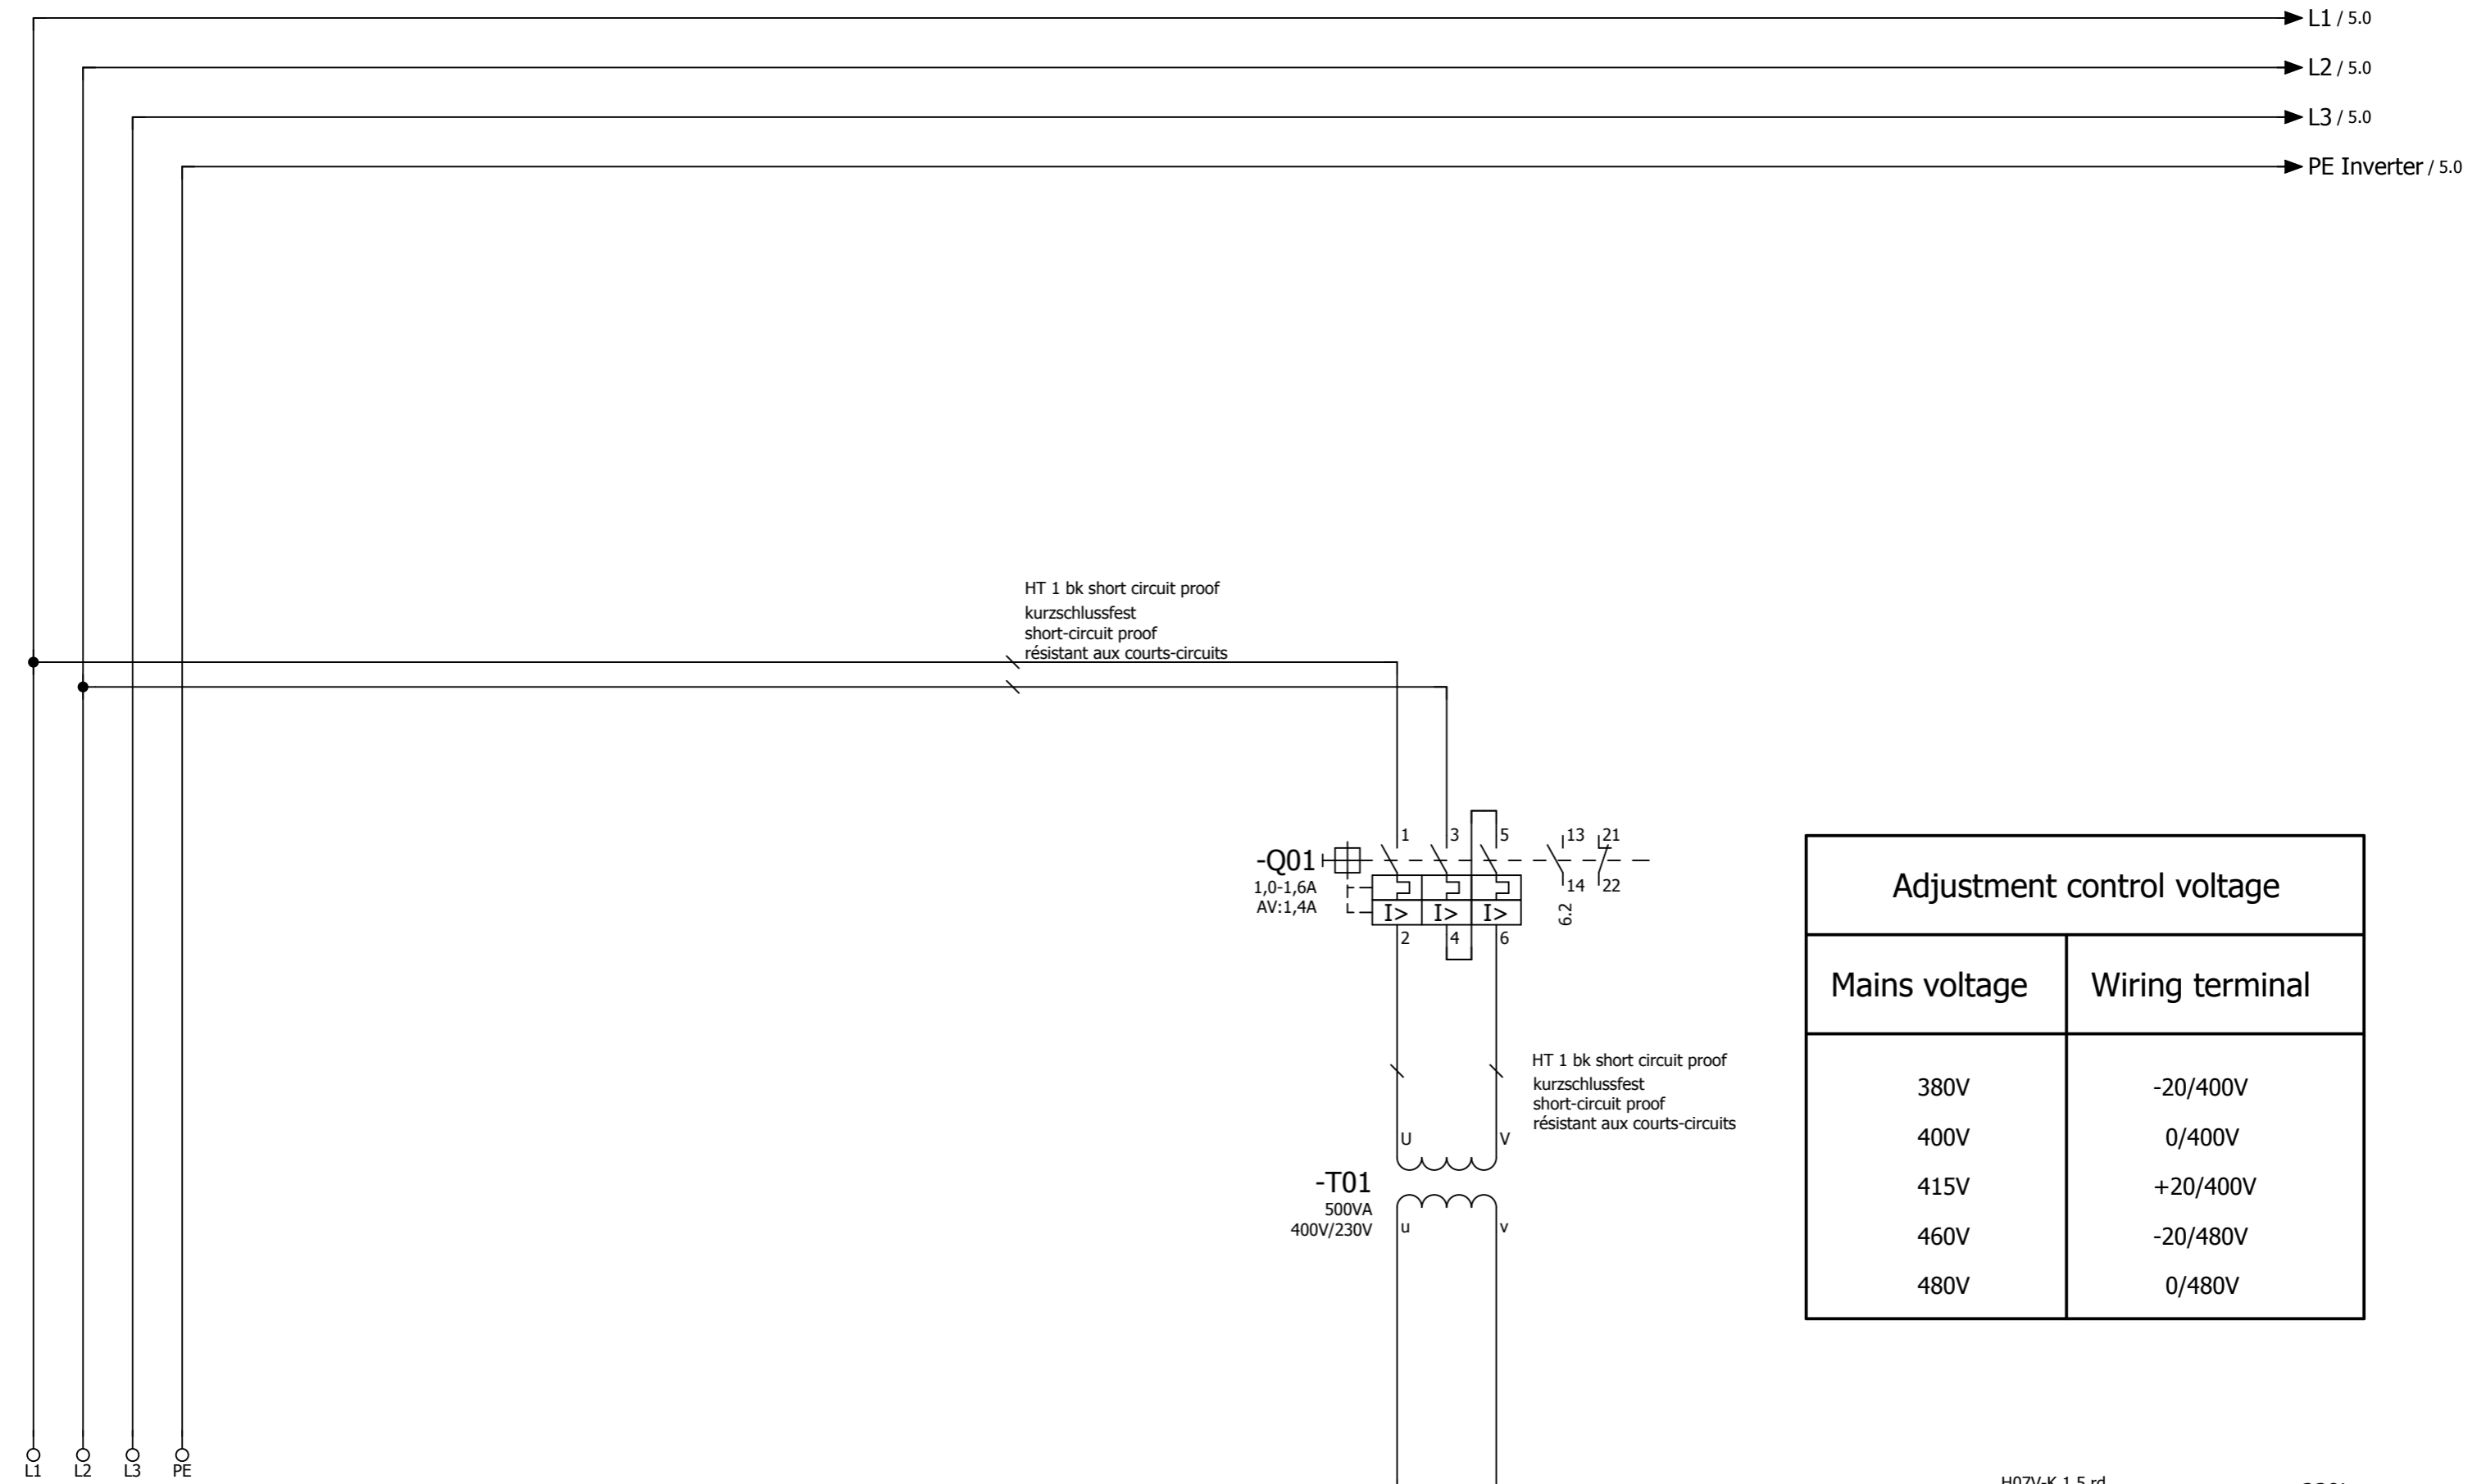 L1 / 5.0
L2 / 5.0
L3 / 5.0
PE Inverter / 5.0
HT 1 bk short circuit proof
kurzschlussfest
short-circuit proof
résistant aux courts-circuits
1 3 5 13 21
-Q01
1,0-1,6A
AV:1,4A
14 22
I> I> I>
6.2
2 4 6
Adjustment control voltage
Mains voltage Wiring terminal
380V -20/400V
400V 0/400V
415V +20/400V
460V -20/480V
480V 0/480V
HT 1 bk short circuit proof
kurzschlussfest
short-circuit proof
résistant aux courts-circuits
U V
-T01
500VA
400V/230V
u v
L1 L2 L3 PE
H07V-K 1,5 rd